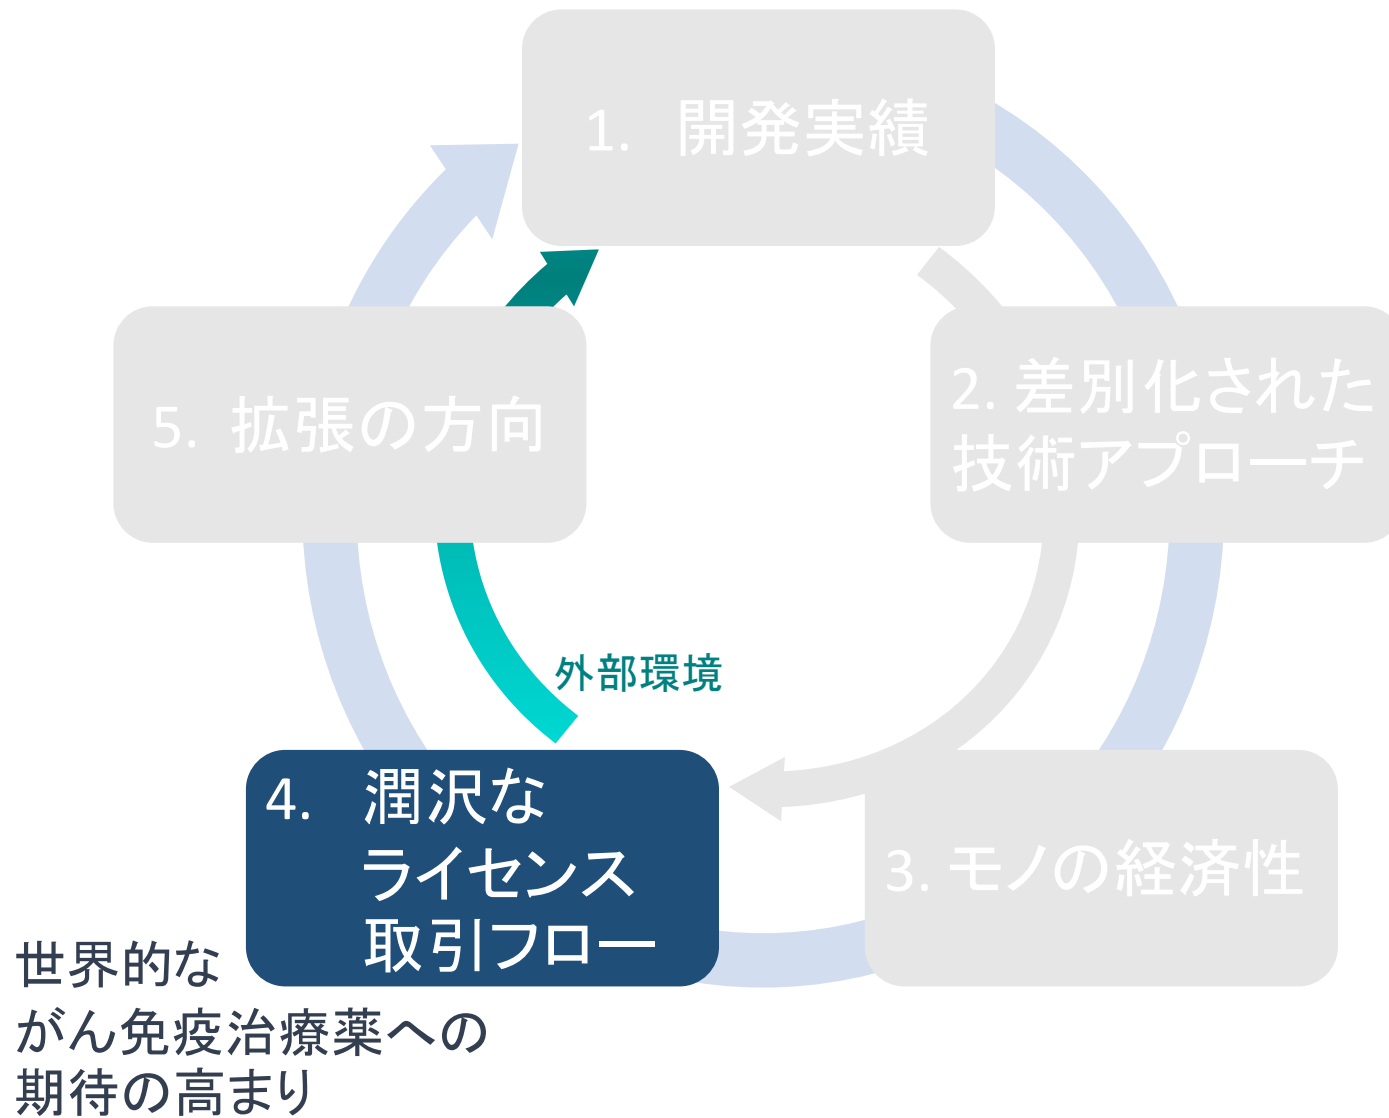 1. 開発実績
2. 差別化された
技術アプローチ
3. モノの経済性
4. 潤沢な
ライセンス
取引フロー
5. 拡張の方向
外部環境
世界的な
がん免疫治療薬への
期待の高まり